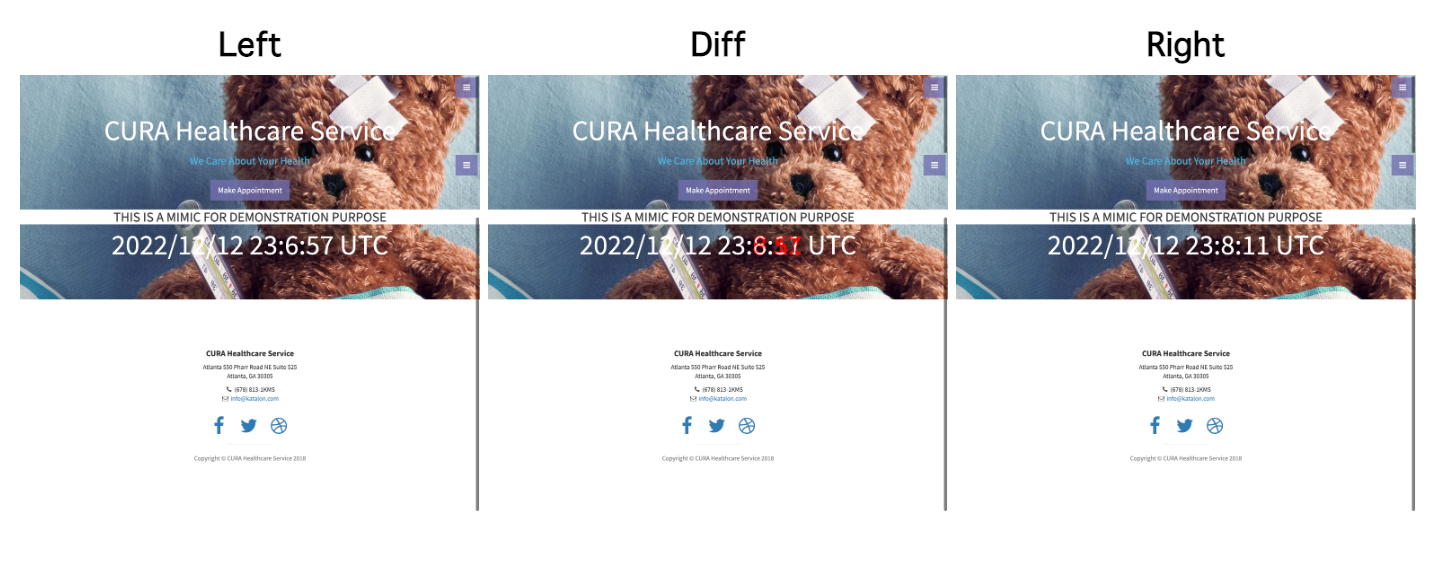 Left
Diff
Right
CURA Healthcare Service
We Care About Your Health
Make Appointment
THIS IS A MIMIC FOR DEMONSTRATION PURPOSE
2022/12/12 23:6:57 UTC
CURA Healthcare Service
Atlanta 550 Pharr Road NE Suite 525
Atlanta, GA 30305
(678) 813-1KMS
info@katalon.com
Copyright © CURA Healthcare Service 2018
CURA Healthcare Service
We Care About Your Health
Make Appointment
THIS IS A MIMIC FOR DEMONSTRATION PURPOSE
2022/12/12 23: UTC
CURA Healthcare Service
Atlanta 550 Pharr Road NE Suite 525
Atlanta, GA 30305
(678) 813-1KMS
info@katalon.com
Copyright © CURA Healthcare Service 2018
CURA Healthcare Service
We Care About Your Health
Make Appointment
THIS IS A MIMIC FOR DEMONSTRATION PURPOSE
2022/12/12 23:8:11 UTC
CURA Healthcare Service
Atlanta 550 Pharr Road NE Suite 525
Atlanta, GA 30305
(678) 813-1KMS
info@katalon.com
Copyright © CURA Healthcare Service 2018